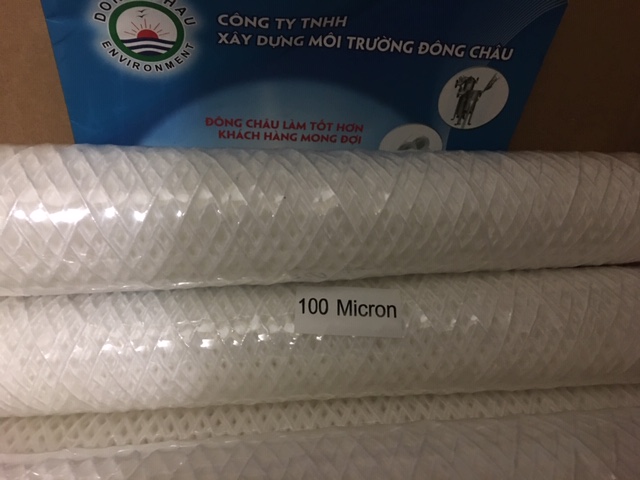 CÔNG TY TNHH
XÂY DỰNG MÔI TRƯỜNG ĐÔNG CHÂU
ENVIRONMENT
ĐÔNG CHÂU LÀM TỐT HƠN
KHÁCH HÀNG MONG ĐỢI
100 Micron